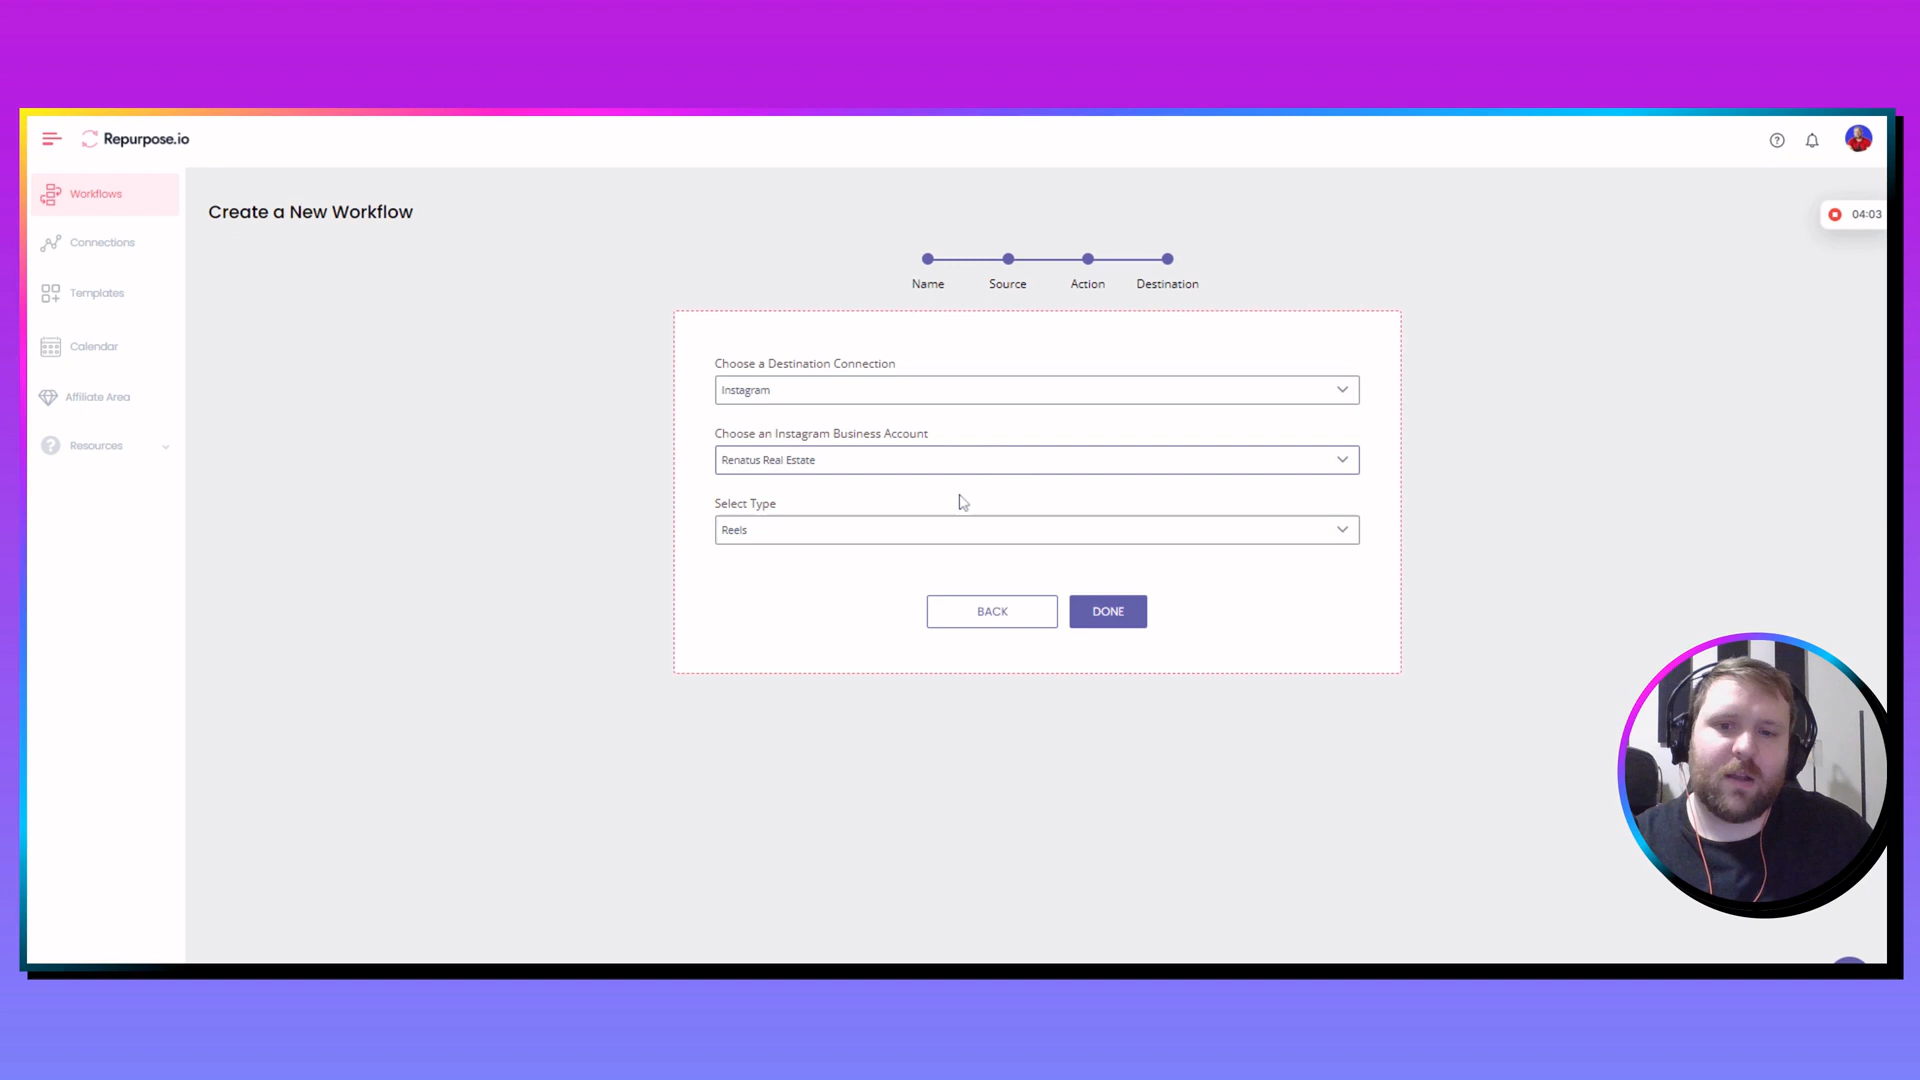 Repurpose.io
Workflows
Connections
Templates
Calendar
Affiliate Area
Resources
Create a New Workflow
04:03
Name
Source
Action
Destination
Choose a Destination Connection
Instagram
Choose an Instagram Business Account
Renatus Real Estate
Select Type
Reels
BACK
DONE